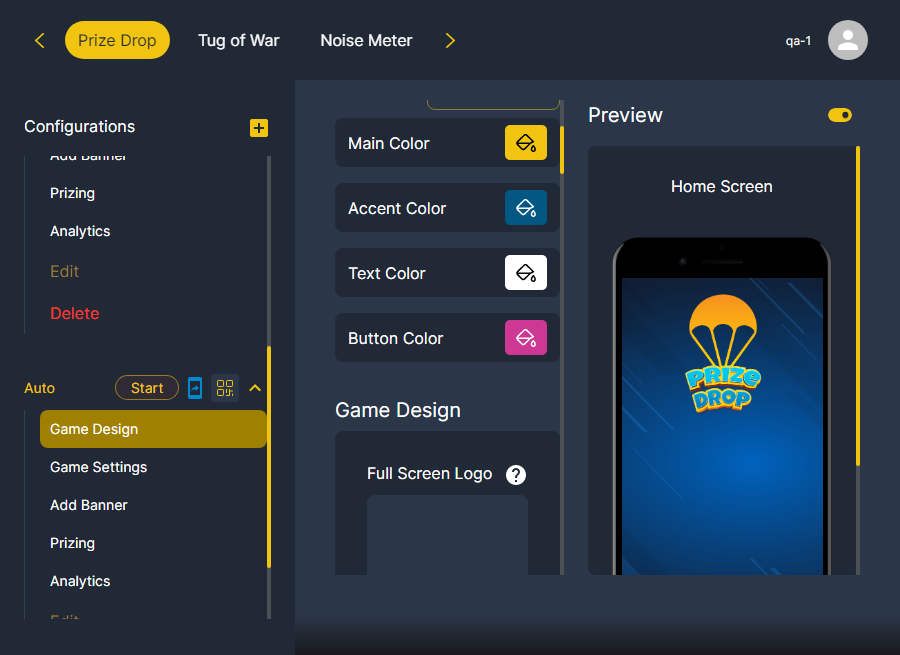 Prize Drop
Tug of War
Noise Meter
qa-1
Configurations
Add Banner
Prizing
Analytics
Edit
Delete
Auto
Start
Game Design
Game Settings
Add Banner
Prizing
Analytics
Edit
Main Color
Accent Color
Text Color
Button Color
Game Design
Full Screen Logo ?
Preview
Home Screen
PRIZE
DROP